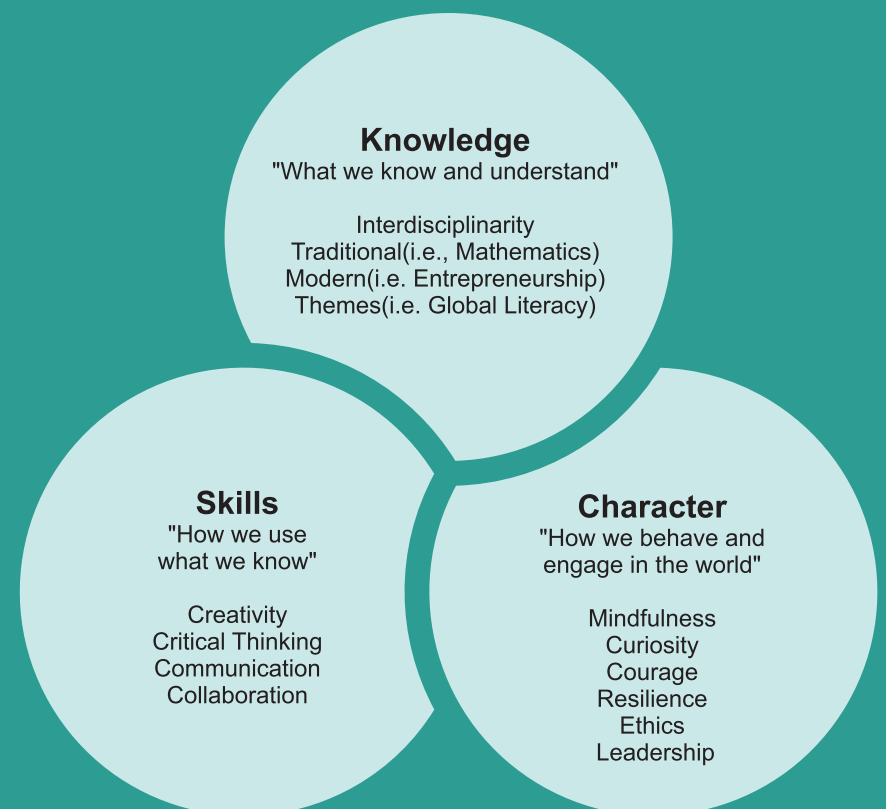 Knowledge
"What we know and understand"
Interdisciplinarity
Traditional(i.e., Mathematics)
Modern(i.e. Entrepreneurship)
Themes(i.e. Global Literacy)
Skills
"How we use
what we know"
Creativity
Critical Thinking
Communication
Collaboration
Character
"How we behave and
engage in the world"
Mindfulness
Curiosity
Courage
Resilience
Ethics
Leadership